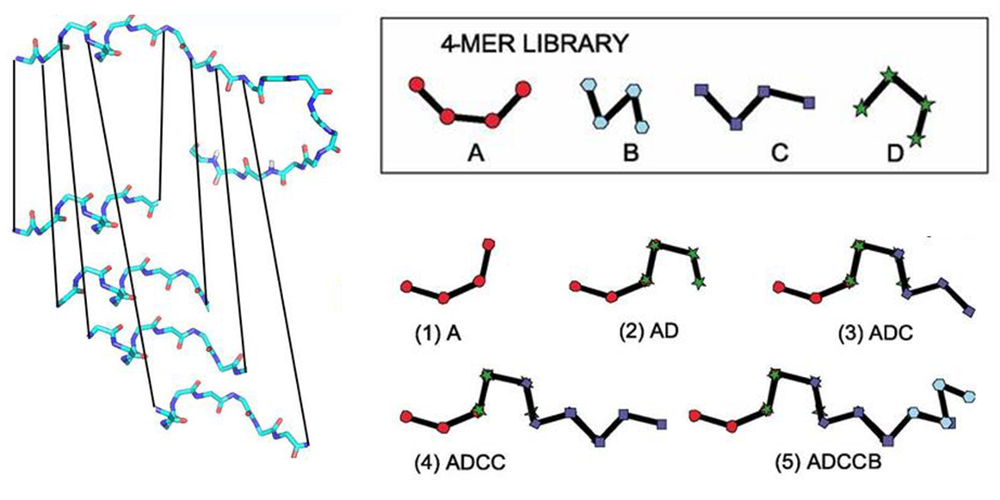 4-MER LIBRARY
A B C D
(1) A (2) AD (3) ADC
(4) ADCC (5) ADCCB